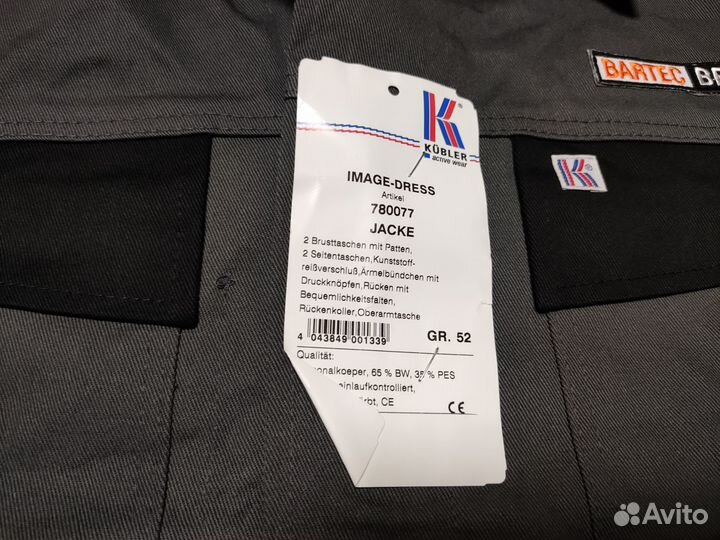 BARTEC
K
KÜBLER
active wear
IMAGE-DRESS
Artikel
780077
JACKE
2 Brusttaschen mit Patten,
2 Seitentaschen,Kunststoff-
reißverschluß,Ärmelbündchen mit
Druckknöpfen,Rücken mit
Bequemlichkeitsfalten,
Rückenkoller,Oberarmtasche
4 043849 001339
GR. 52
Qualität:
65 % BW, 35 % PES
CE
CE
K
Avito